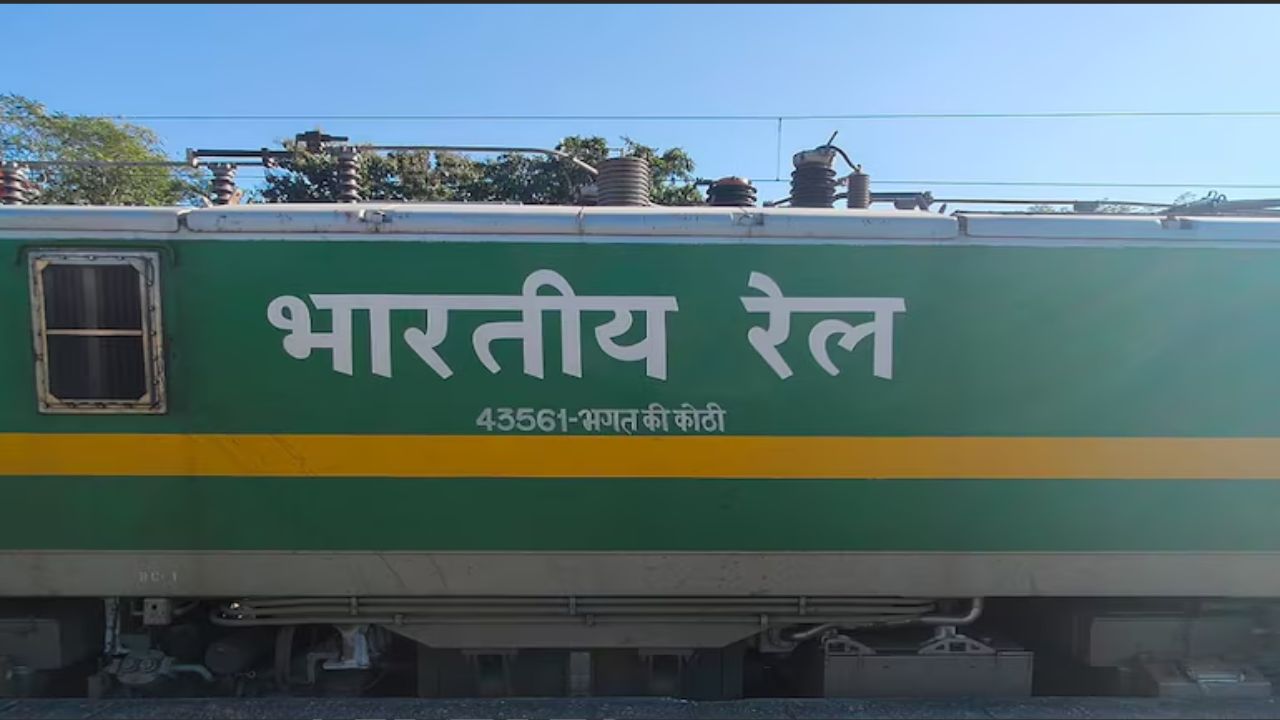 भारतीय रेल
43561-भगत की कोठी